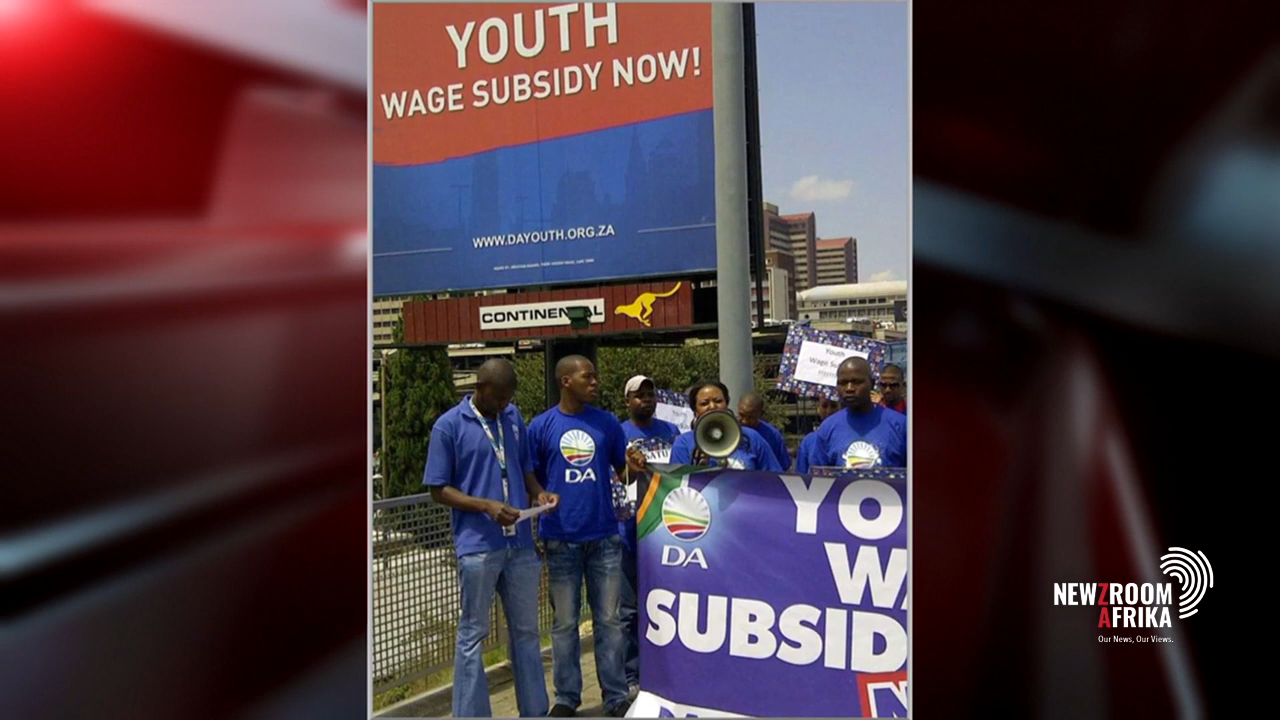 YOUTH
WAGE SUBSIDY NOW!
WWW.DAYOUTH.ORG.ZA
CONTINENTAL
Youth
Wage Su
DA
DA
YO
W
SUBSID
N
NEWZROOM
AFRIKA
Our News, Our Views.